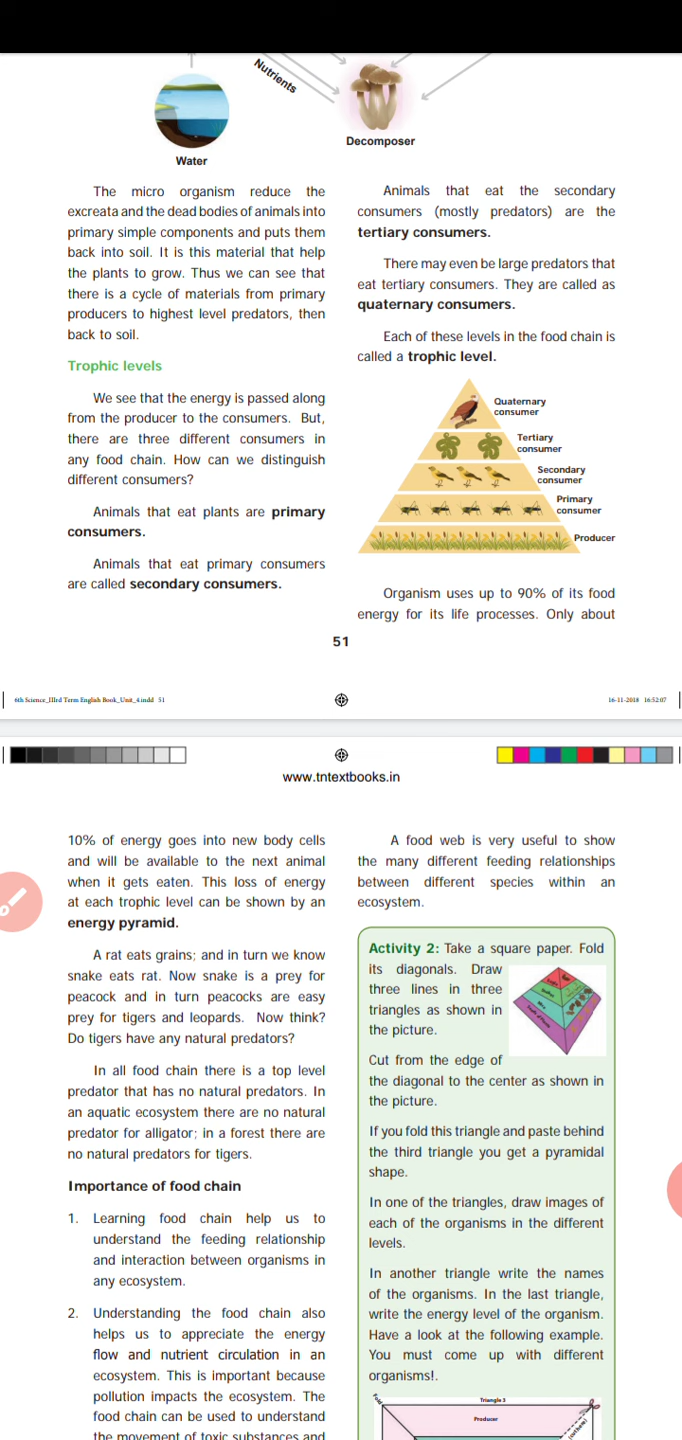 Nutrients
Decomposer
Water
The micro organism reduce the
excreata and the dead bodies of animals into
primary simple components and puts them
back into soil. It is this material that help
the plants to grow. Thus we can see that
there is a cycle of materials from primary
producers to highest level predators, then
back to soil.
Trophic levels
We see that the energy is passed along
from the producer to the consumers. But,
there are three different consumers in
any food chain. How can we distinguish
different consumers?
Animals that eat plants are primary
consumers.
Animals that eat primary consumers
are called secondary consumers.
Animals that eat the secondary
consumers (mostly predators) are the
tertiary consumers.
There may even be large predators that
eat tertiary consumers. They are called as
quaternary consumers.
Each of these levels in the food chain is
called a trophic level.
Quaternary
consumer
Tertiary
consumer
Secondary
consumer
Primary
consumer
Producer
Organism uses up to 90% of its food
energy for its life processes. Only about
51
6th Science_IIIrd Term English Book_Unit_4.indd 51
16-11-2018 16:52:07
www.tntextbooks.in
10% of energy goes into new body cells
and will be available to the next animal
when it gets eaten. This loss of energy
at each trophic level can be shown by an
energy pyramid.
A rat eats grains; and in turn we know
snake eats rat. Now snake is a prey for
peacock and in turn peacocks are easy
prey for tigers and leopards. Now think?
Do tigers have any natural predators?
In all food chain there is a top level
predator that has no natural predators. In
an aquatic ecosystem there are no natural
predator for alligator; in a forest there are
no natural predators for tigers.
Importance of food chain
1. Learning food chain help us to
understand the feeding relationship
and interaction between organisms in
any ecosystem.
2. Understanding the food chain also
helps us to appreciate the energy
flow and nutrient circulation in an
ecosystem. This is important because
pollution impacts the ecosystem. The
food chain can be used to understand
the movement of toxic substances and
A food web is very useful to show
the many different feeding relationships
between different species within an
ecosystem.
Activity 2: Take a square paper. Fold
its diagonals. Draw
three lines in three
triangles as shown in
the picture.
Cut from the edge of
the diagonal to the center as shown in
the picture.
If you fold this triangle and paste behind
the third triangle you get a pyramidal
shape.
In one of the triangles, draw images of
each of the organisms in the different
levels.
In another triangle write the names
of the organisms. In the last triangle,
write the energy level of the organism.
Have a look at the following example.
You must come up with different
organisms!.
Fold
Triangle 3
Producer